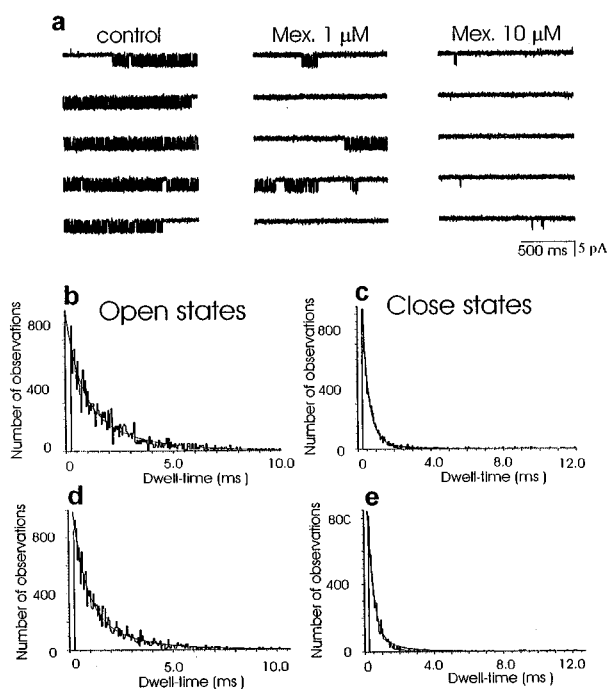 a
control
Mex. 1 μM
Mex. 10 μM
500 ms
5 pA
b
Open states
c
Close states
Number of observations
800
400
0
0
5.0
10.0
Dwell-time (ms)
Number of observations
800
400
0
0
4.0
8.0
12.0
Dwell-time (ms)
d
e
Number of observations
800
400
0
0
5.0
10.0
Dwell-time (ms)
Number of observations
800
400
0
0
4.0
8.0
12.0
Dwell-time (ms)